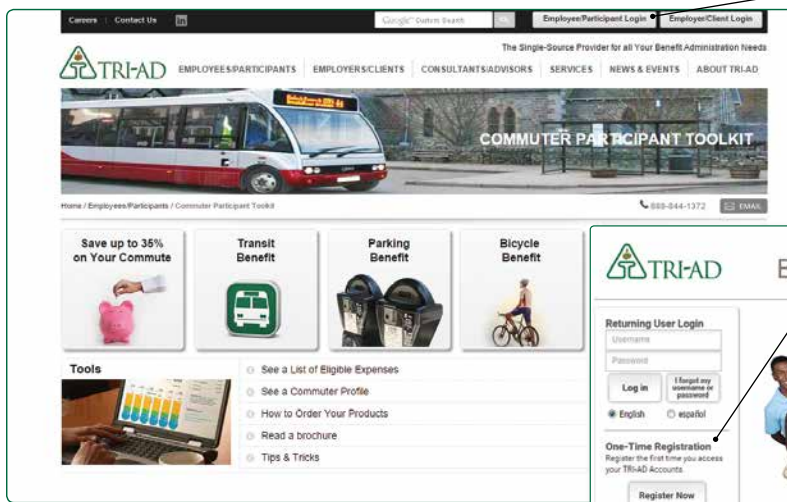 Careers Contact Us in
Google™ Custom Search
Employee/Participant Login Employer/Client Login
The Single-Source Provider for all Your Benefit Administration Needs
TRI-AD
EMPLOYEES/PARTICIPANTS EMPLOYERS/CLIENTS CONSULTANTS/ADVISORS SERVICES NEWS & EVENTS ABOUT TRI-AD
COMMUTER PARTICIPANT TOOLKIT
Home / Employees/Participants / Commuter Participant Toolkit
888-844-1372 EMAIL
Save up to 35%
on Your Commute
Transit
Benefit
Parking
Benefit
Bicycle
Benefit
Tools
See a List of Eligible Expenses
See a Commuter Profile
How to Order Your Products
Read a brochure
Tips & Tricks
TRI-AD
E
Returning User Login
Username
Password
Log in
I forgot my
username or
password
English español
One-Time Registration
Register the first time you access
your TRI-AD Accounts.
Register Now